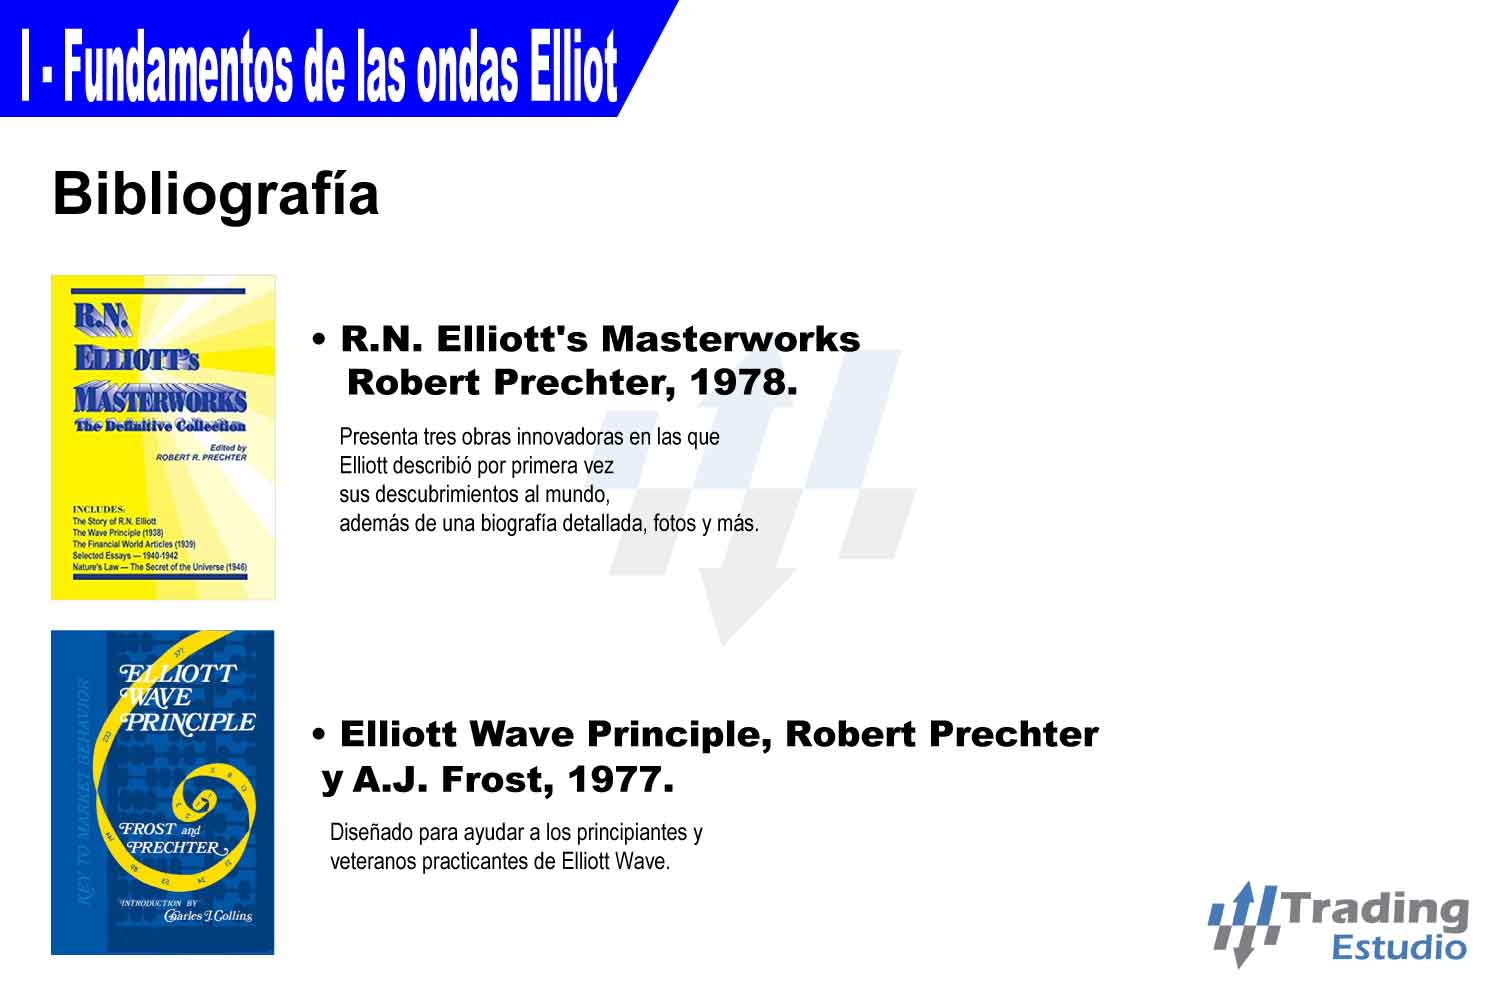 I - Fundamentos de las ondas Elliot
Bibliografía
R.N.
ELLIOTT's
MASTERWORKS
The Definitive Collection
Edited by
ROBERT R. PRECHTER
INCLUDES:
The Story of R.N. Elliott
The Wave Principle (1938)
The Financial World Articles (1939)
Selected Essays — 1940-1942
Nature's Law — The Secret of the Universe (1946)
• R.N. Elliott's Masterworks
Robert Prechter, 1978.
Presenta tres obras innovadoras en las que
Elliott describió por primera vez
sus descubrimientos al mundo,
además de una biografía detallada, fotos y más.
KEY TO MARKET BEHAVIOR
ELLIOTT
WAVE
PRINCIPLE
FROST and
PRECHTER
INTRODUCTION BY
Charles J. Collins
377
233
• Elliott Wave Principle, Robert Prechter
y A.J. Frost, 1977.
Diseñado para ayudar a los principiantes y
veteranos practicantes de Elliott Wave.
Trading
Estudio